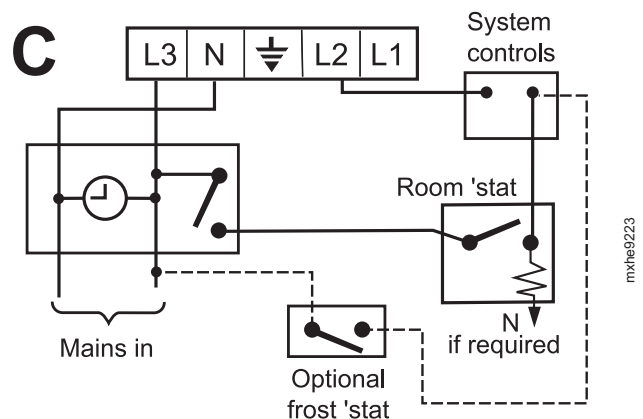 C
L3 N L2 L1
System
controls
Room 'stat
N
if required
Mains in
Optional
frost 'stat
mxhe9223